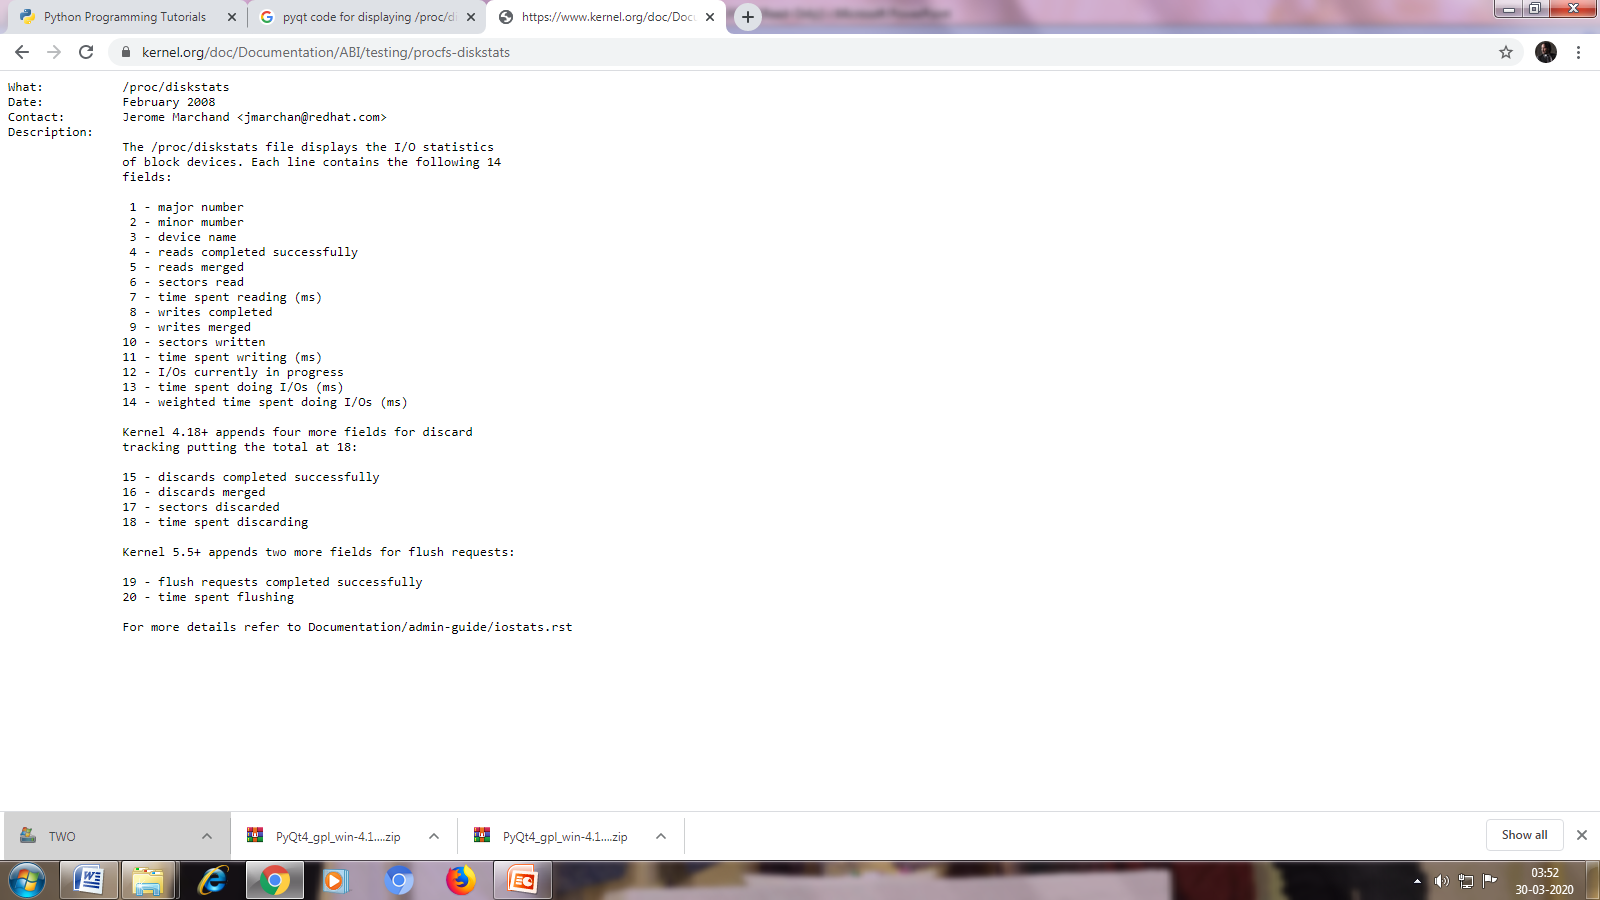 Python Programming Tutorials
pyqt code for displaying /proc/di
https://www.kernel.org/doc/Docu
kernel.org/doc/Documentation/ABI/testing/procfs-diskstats
What: /proc/diskstats
Date: February 2008
Contact: Jerome Marchand <jmarchan@redhat.com>
Description:
The /proc/diskstats file displays the I/O statistics
of block devices. Each line contains the following 14
fields:
1 - major number
2 - minor mumber
3 - device name
4 - reads completed successfully
5 - reads merged
6 - sectors read
7 - time spent reading (ms)
8 - writes completed
9 - writes merged
10 - sectors written
11 - time spent writing (ms)
12 - I/Os currently in progress
13 - time spent doing I/Os (ms)
14 - weighted time spent doing I/Os (ms)
Kernel 4.18+ appends four more fields for discard
tracking putting the total at 18:
15 - discards completed successfully
16 - discards merged
17 - sectors discarded
18 - time spent discarding
Kernel 5.5+ appends two more fields for flush requests:
19 - flush requests completed successfully
20 - time spent flushing
For more details refer to Documentation/admin-guide/iostats.rst
TWO
PyQt4_gpl_win-4.1....zip
PyQt4_gpl_win-4.1....zip
Show all
03:52
30-03-2020